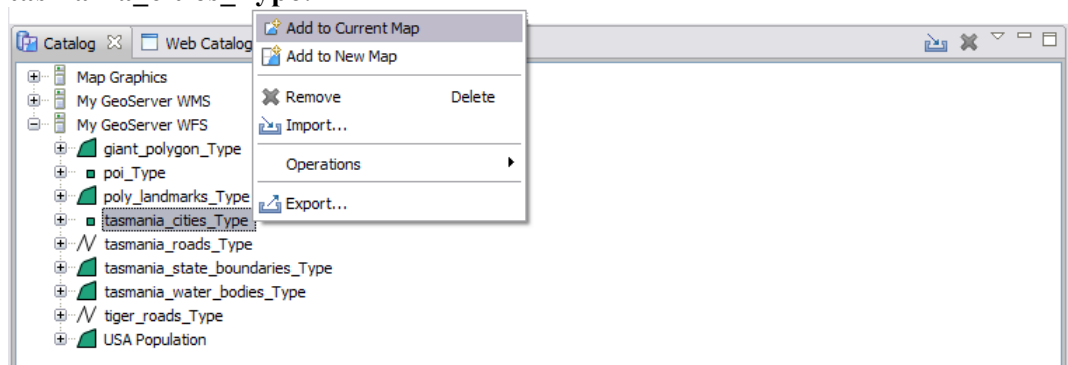 Catalog
Web Catalog
Map Graphics
My GeoServer WMS
My GeoServer WFS
giant_polygon_Type
poi_Type
poly_landmarks_Type
tasmania_cities_Type
tasmania_roads_Type
tasmania_state_boundaries_Type
tasmania_water_bodies_Type
tiger_roads_Type
USA Population
Add to Current Map
Add to New Map
Remove Delete
Import...
Operations
Export...